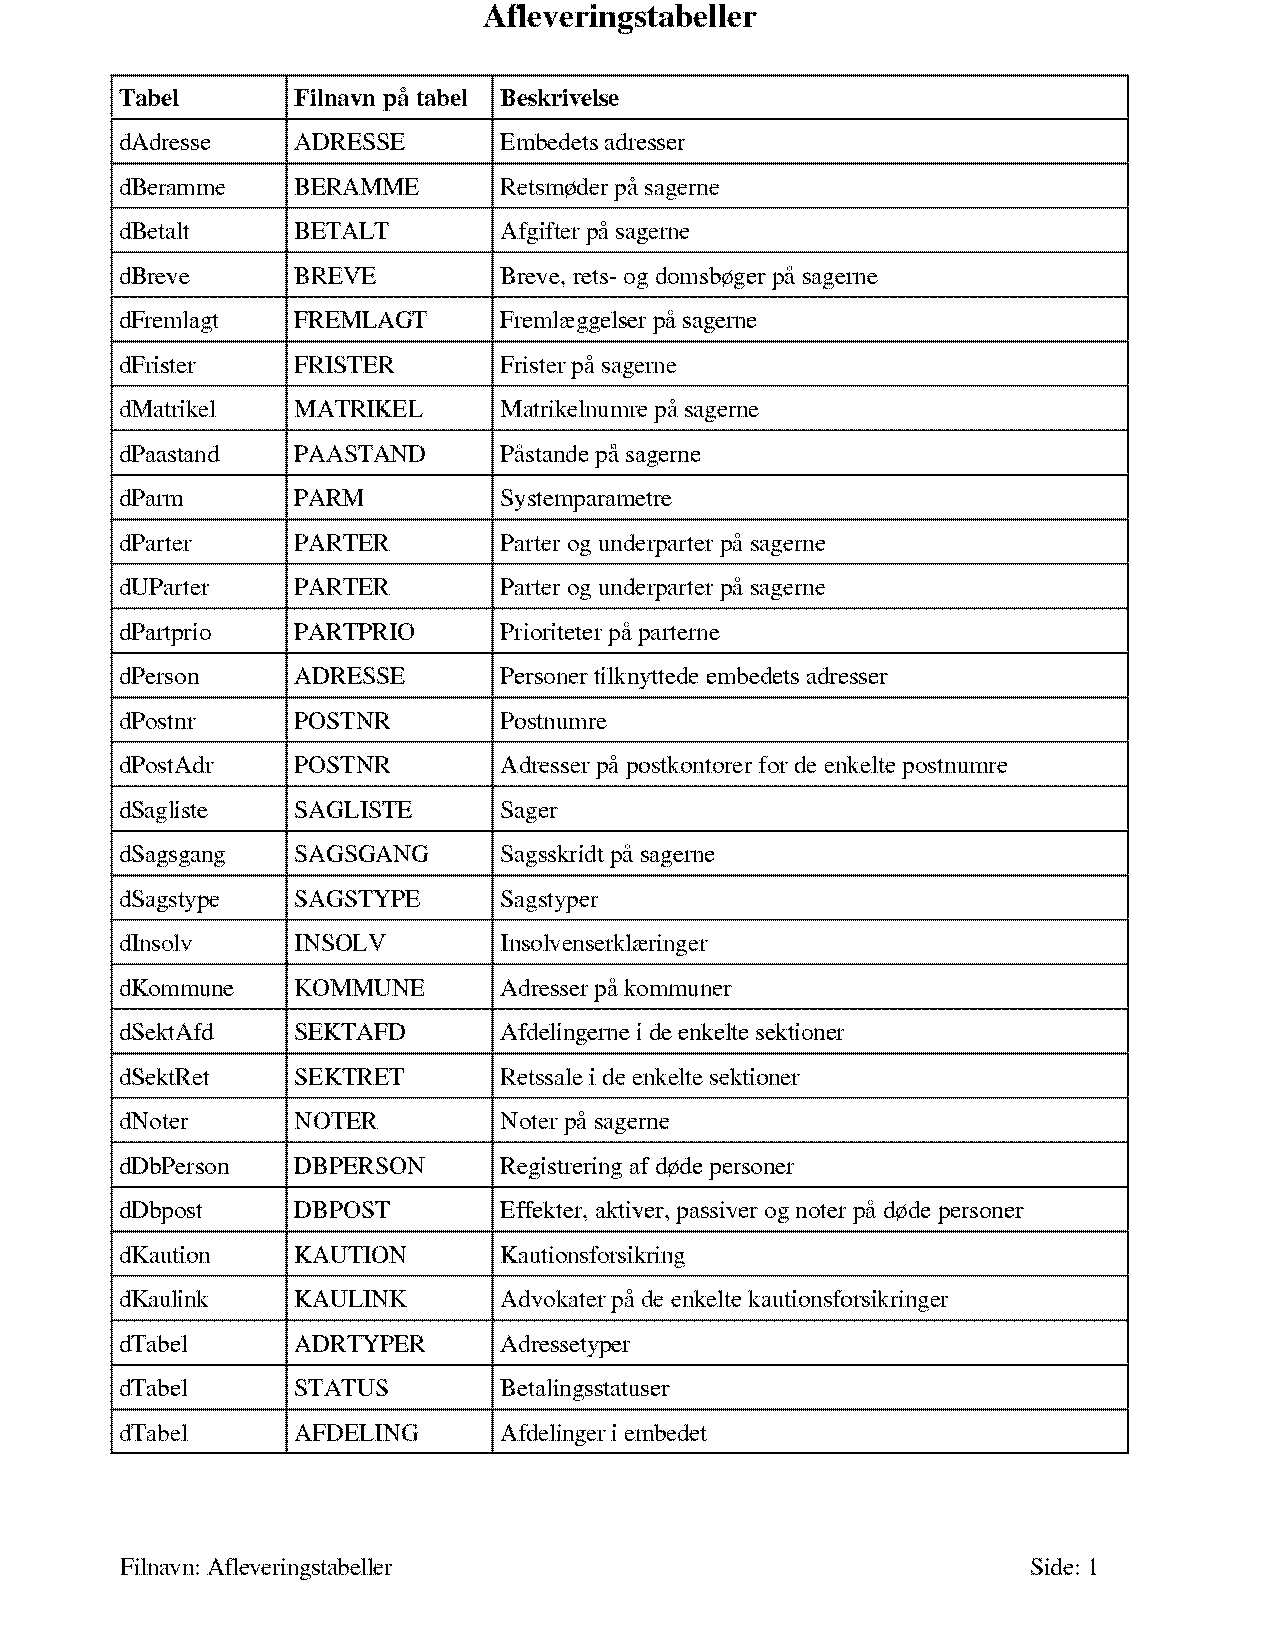 Afleveringstabeller
Tabel Filnavn på tabel Beskrivelse
dAdresse ADRESSE Embedets adresser
dBeramme BERAMME Retsmøder på sagerne
dBetalt BETALT Afgifter på sagerne
dBreve BREVE Breve, rets- og domsbøger på sagerne
dFremlagt FREMLAGT Fremlæggelser på sagerne
dFrister FRISTER Frister på sagerne
dMatrikel MATRIKEL Matrikelnumre på sagerne
dPaastand PAASTAND Påstande på sagerne
dParm PARM Systemparametre
dParter PARTER Parter og underparter på sagerne
dUParter PARTER Parter og underparter på sagerne
dPartprio PARTPRIO Prioriteter på parterne
dPerson ADRESSE Personer tilknyttede embedets adresser
dPostnr POSTNR Postnumre
dPostAdr POSTNR Adresser på postkontorer for de enkelte postnumre
dSagliste SAGLISTE Sager
dSagsgang SAGSGANG Sagsskridt på sagerne
dSagstype SAGSTYPE Sagstyper
dInsolv INSOLV Insolvenserklæringer
dKommune KOMMUNE Adresser på kommuner
dSektAfd SEKTAFD Afdelingerne i de enkelte sektioner
dSektRet SEKTRET Retssale i de enkelte sektioner
dNoter NOTER Noter på sagerne
dDbPerson DBPERSON Registrering af døde personer
dDbpost DBPOST Effekter, aktiver, passiver og noter på døde personer
dKaution KAUTION Kautionsforsikring
dKaulink KAULINK Advokater på de enkelte kautionsforsikringer
dTabel ADRTYPER Adressetyper
dTabel STATUS Betalingsstatuser
dTabel AFDELING Afdelinger i embedet
Filnavn: Afleveringstabeller Side: 1